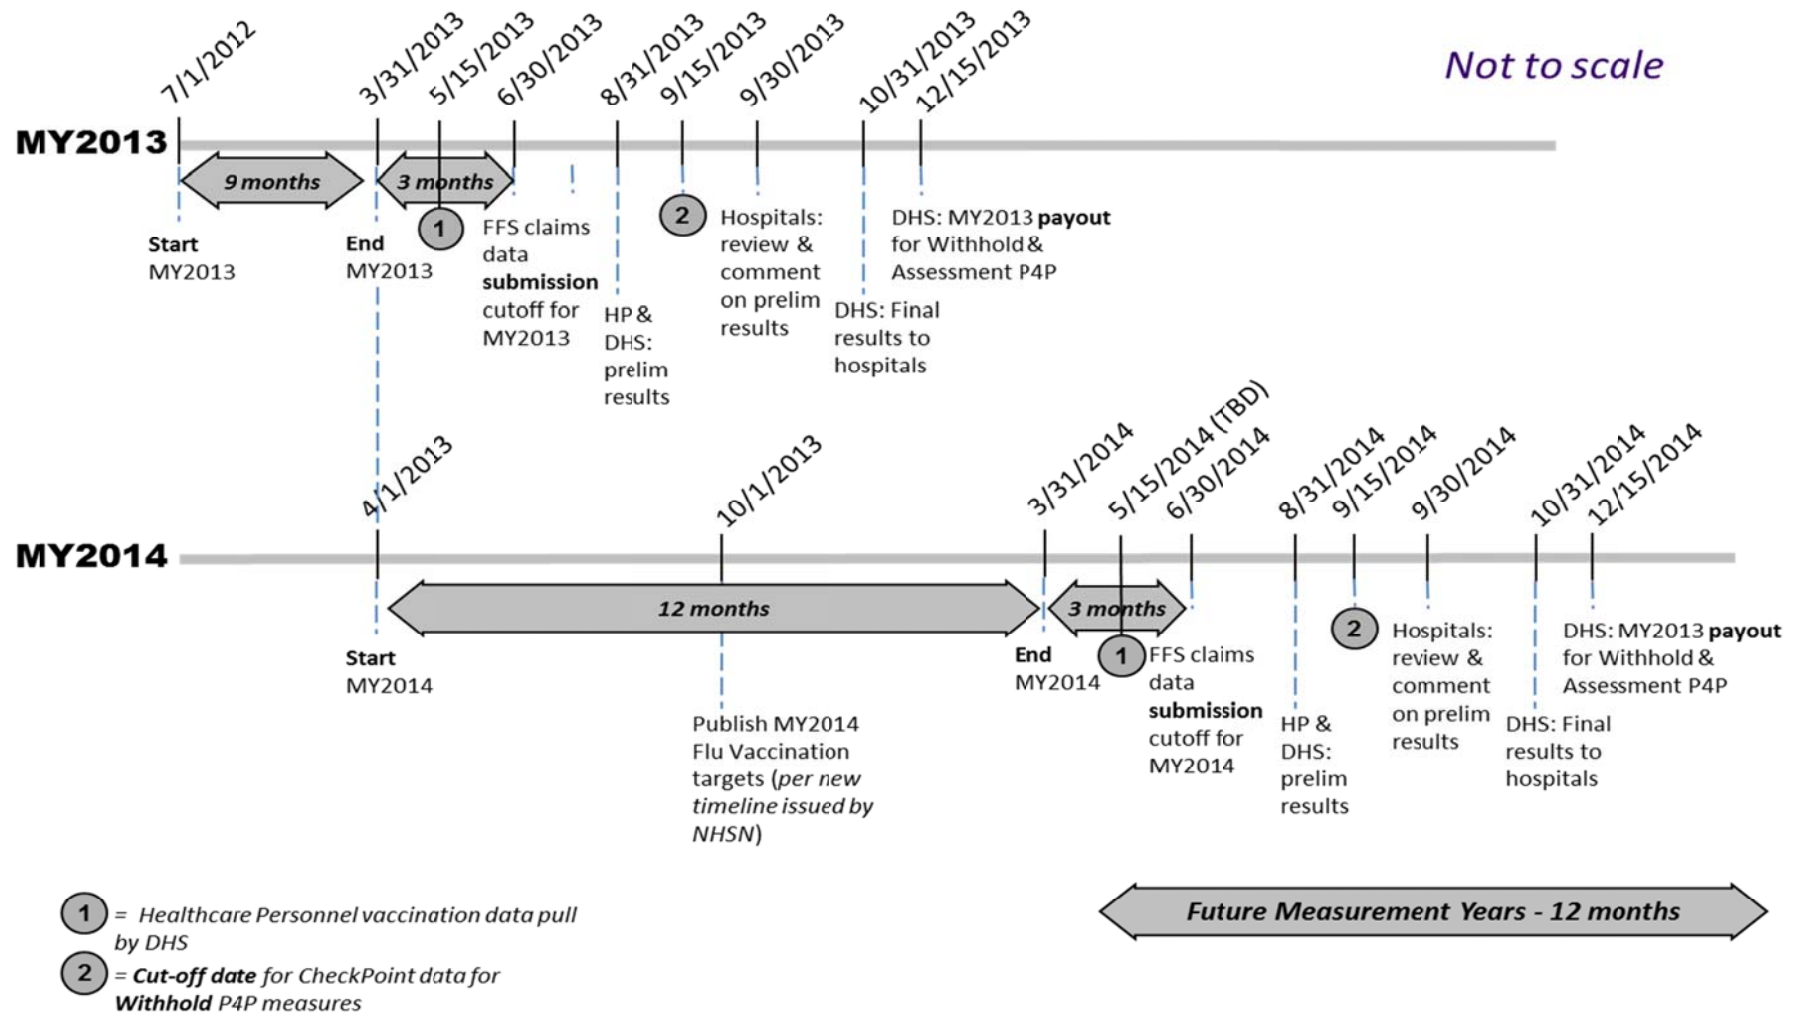 Not to scale
7/1/2012
3/31/2013
5/15/2013
6/30/2013
8/31/2013
9/15/2013
9/30/2013
10/31/2013
12/15/2013
MY2013
9 months
3 months
Start
MY2013
End
MY2013
1
FFS claims
data
submission
cutoff for
MY2013
HP &
DHS:
prelim
results
2
Hospitals:
review &
comment
on prelim
results
DHS: Final
results to
hospitals
DHS: MY2013 payout
for Withhold &
Assessment P4P
4/1/2013
10/1/2013
3/31/2014
5/15/2014 (TBD)
6/30/2014
8/31/2014
9/15/2014
9/30/2014
10/31/2014
12/15/2014
MY2014
12 months
3 months
Start
MY2014
Publish MY2014
Flu Vaccination
targets (per new
timeline issued by
NHSN)
End
MY2014
1
FFS claims
data
submission
cutoff for
MY2014
HP &
DHS:
prelim
results
2
Hospitals:
review &
comment
on prelim
results
DHS: Final
results to
hospitals
DHS: MY2013 payout
for Withhold &
Assessment P4P
Future Measurement Years - 12 months
1 = Healthcare Personnel vaccination data pull
by DHS
2 = Cut-off date for CheckPoint data for
Withhold P4P measures